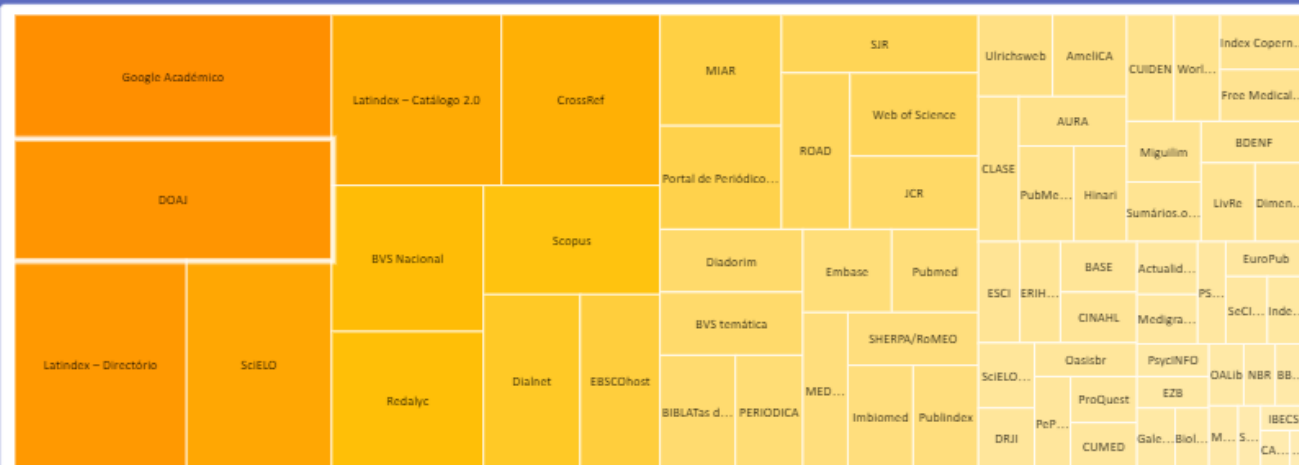 Google Académico
DOAJ
Latindex – Directório
SciELO
Latindex – Catálogo 2.0
CrossRef
BVS Nacional
Scopus
Redalyc
Dialnet
EBSCOhost
MIAR
Portal de Periódico...
SJR
ROAD
Web of Science
JCR
Diadorim
BVS temática
BIBLATas d...
PERIODICA
Embase
Pubmed
MED...
SHERPA/RoMEO
Imbiomed
Publindex
Ulrichsweb
AmeliCA
CLASE
AURA
PubMe...
Hinari
CUIDEN
Worl...
Index Copern...
Free Medical...
Miguilim
Sumários.o...
BDENF
LivRe
Dimen...
ESCI
ERIH...
BASE
CINAHL
Actualid...
Medigra...
PS...
EuroPub
SeCI...
Inde...
SciELO...
DRJI
Oasisbr
PeP...
ProQuest
CUMED
PsycINFO
EZB
Gale...
Biol...
OALib
NBR
BB...
M...
S...
IBECS
CA...
...